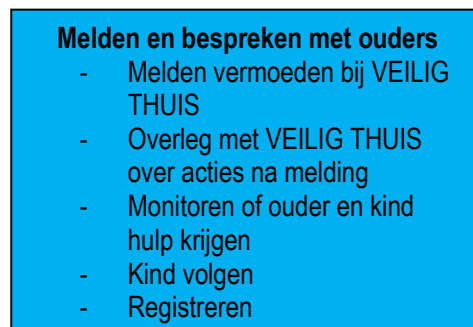 Melden en bespreken met ouders
- Melden vermoeden bij VEILIG
THUIS
- Overleg met VEILIG THUIS
over acties na melding
- Monitoren of ouder en kind
hulp krijgen
- Kind volgen
- Registreren